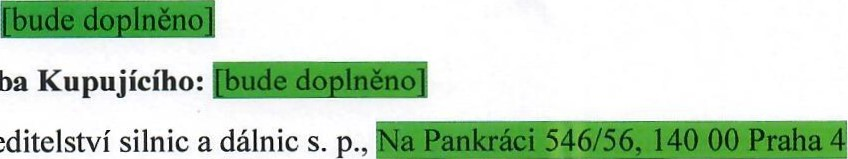 [bude doplněno]
ba Kupujícího: [bude doplněno]
editelství silnic a dálnic s. p., Na Pankráci 546/56, 140 00 Praha 4